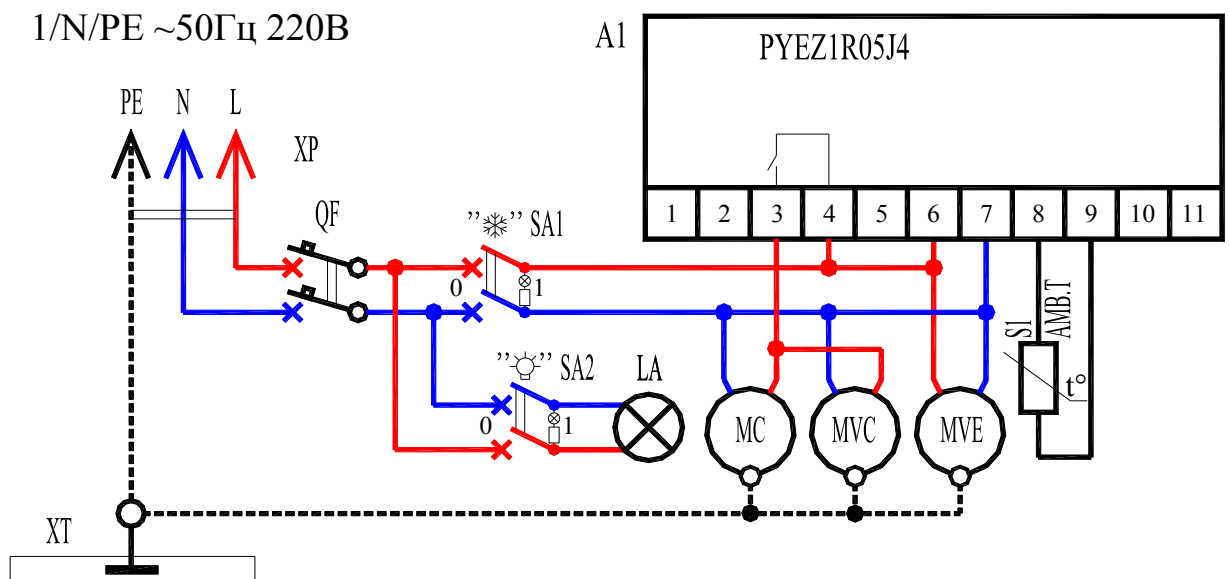 1/N/PE ~50Гц 220В
A1
PYEZ1R05J4
PE N L
XP
QF
”❄” SA1
1 2 3 4 5 6 7 8 9 10 11
0 1
S1
AMB.T
”” SA2
LA
0 1
t°
MC MVC MVE
XT